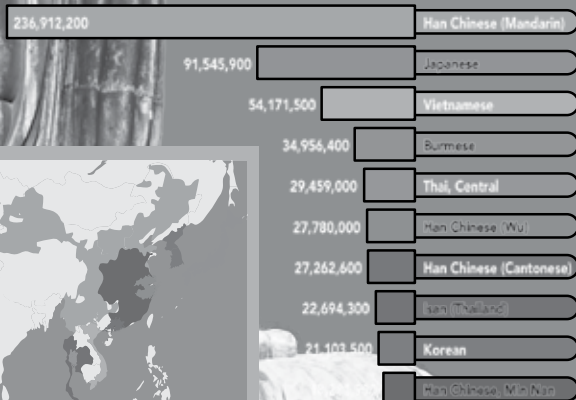 236,912,200 Han Chinese (Mandarin)
91,545,900 Japanese
54,171,500 Vietnamese
34,956,400 Burmese
29,459,000 Thai, Central
27,780,000 Han Chinese (Wu)
27,262,600 Han Chinese (Cantonese)
22,694,300 Isan (Thailand)
21,103,500 Korean
Han Chinese, Min Nan